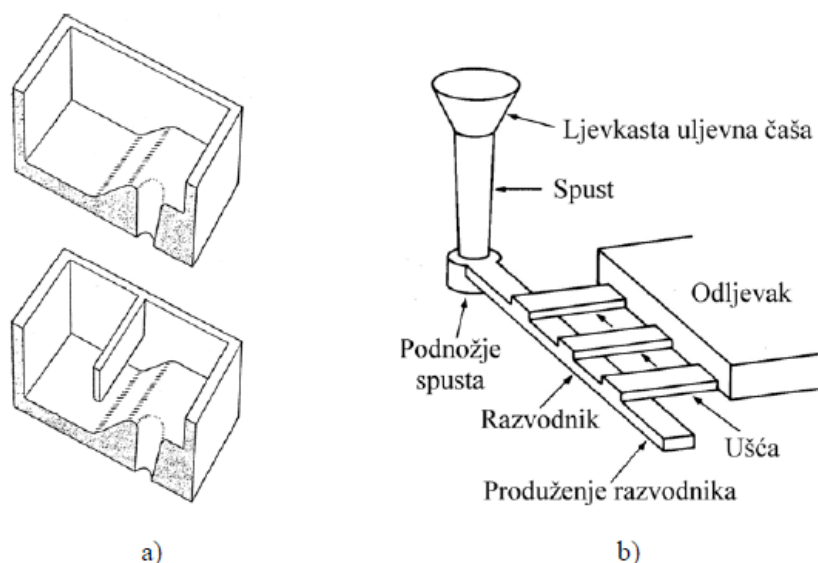 Ljevkasta uljevna čaša
Spust
Odljevak
Podnožje
spusta
Razvodnik
Ušća
Produženje razvodnika
a)
b)